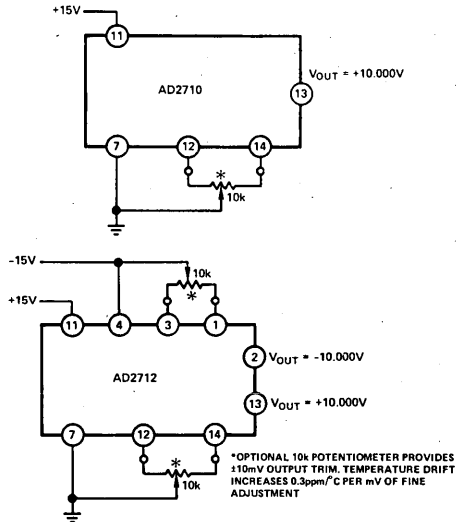 +15V
11
AD2710
VOUT = +10.000V
13
7
12
14
*
10k
-15V
10k
*
+15V
11
4
3
1
2
VOUT = -10.000V
AD2712
13
VOUT = +10.000V
7
12
14
*
10k
*OPTIONAL 10k POTENTIOMETER PROVIDES
±10mV OUTPUT TRIM. TEMPERATURE DRIFT
INCREASES 0.3ppm/°C PER mV OF FINE
ADJUSTMENT